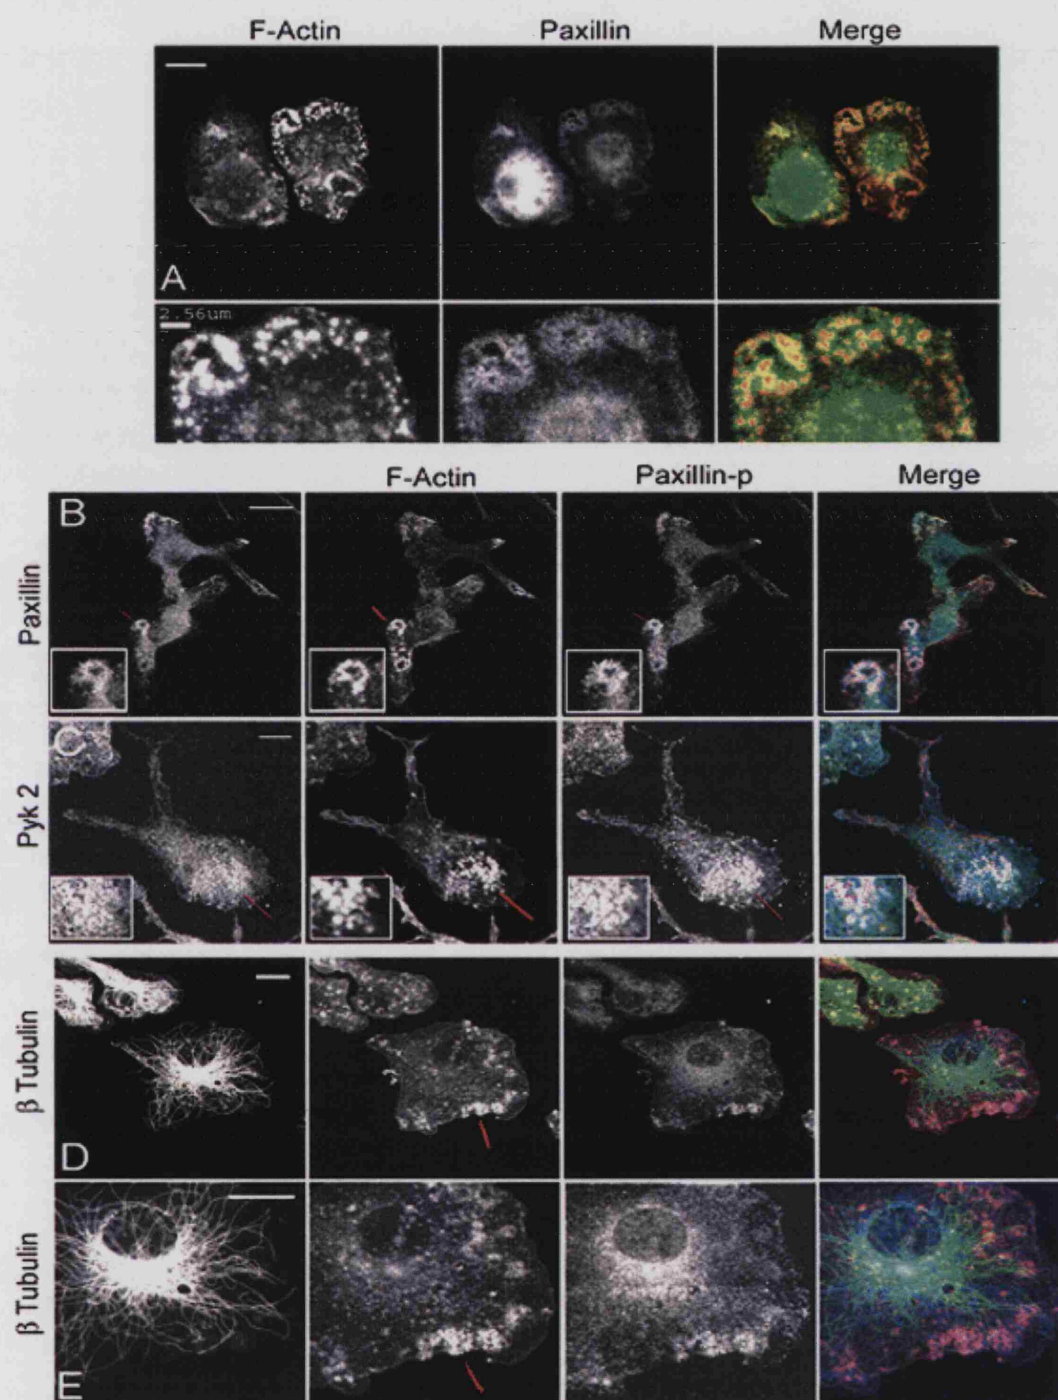 F-Actin Paxillin Merge
A
2.56um
F-Actin Paxillin-p Merge
B
Paxillin
C
Pyk 2
β Tubulin
D
β Tubulin
E